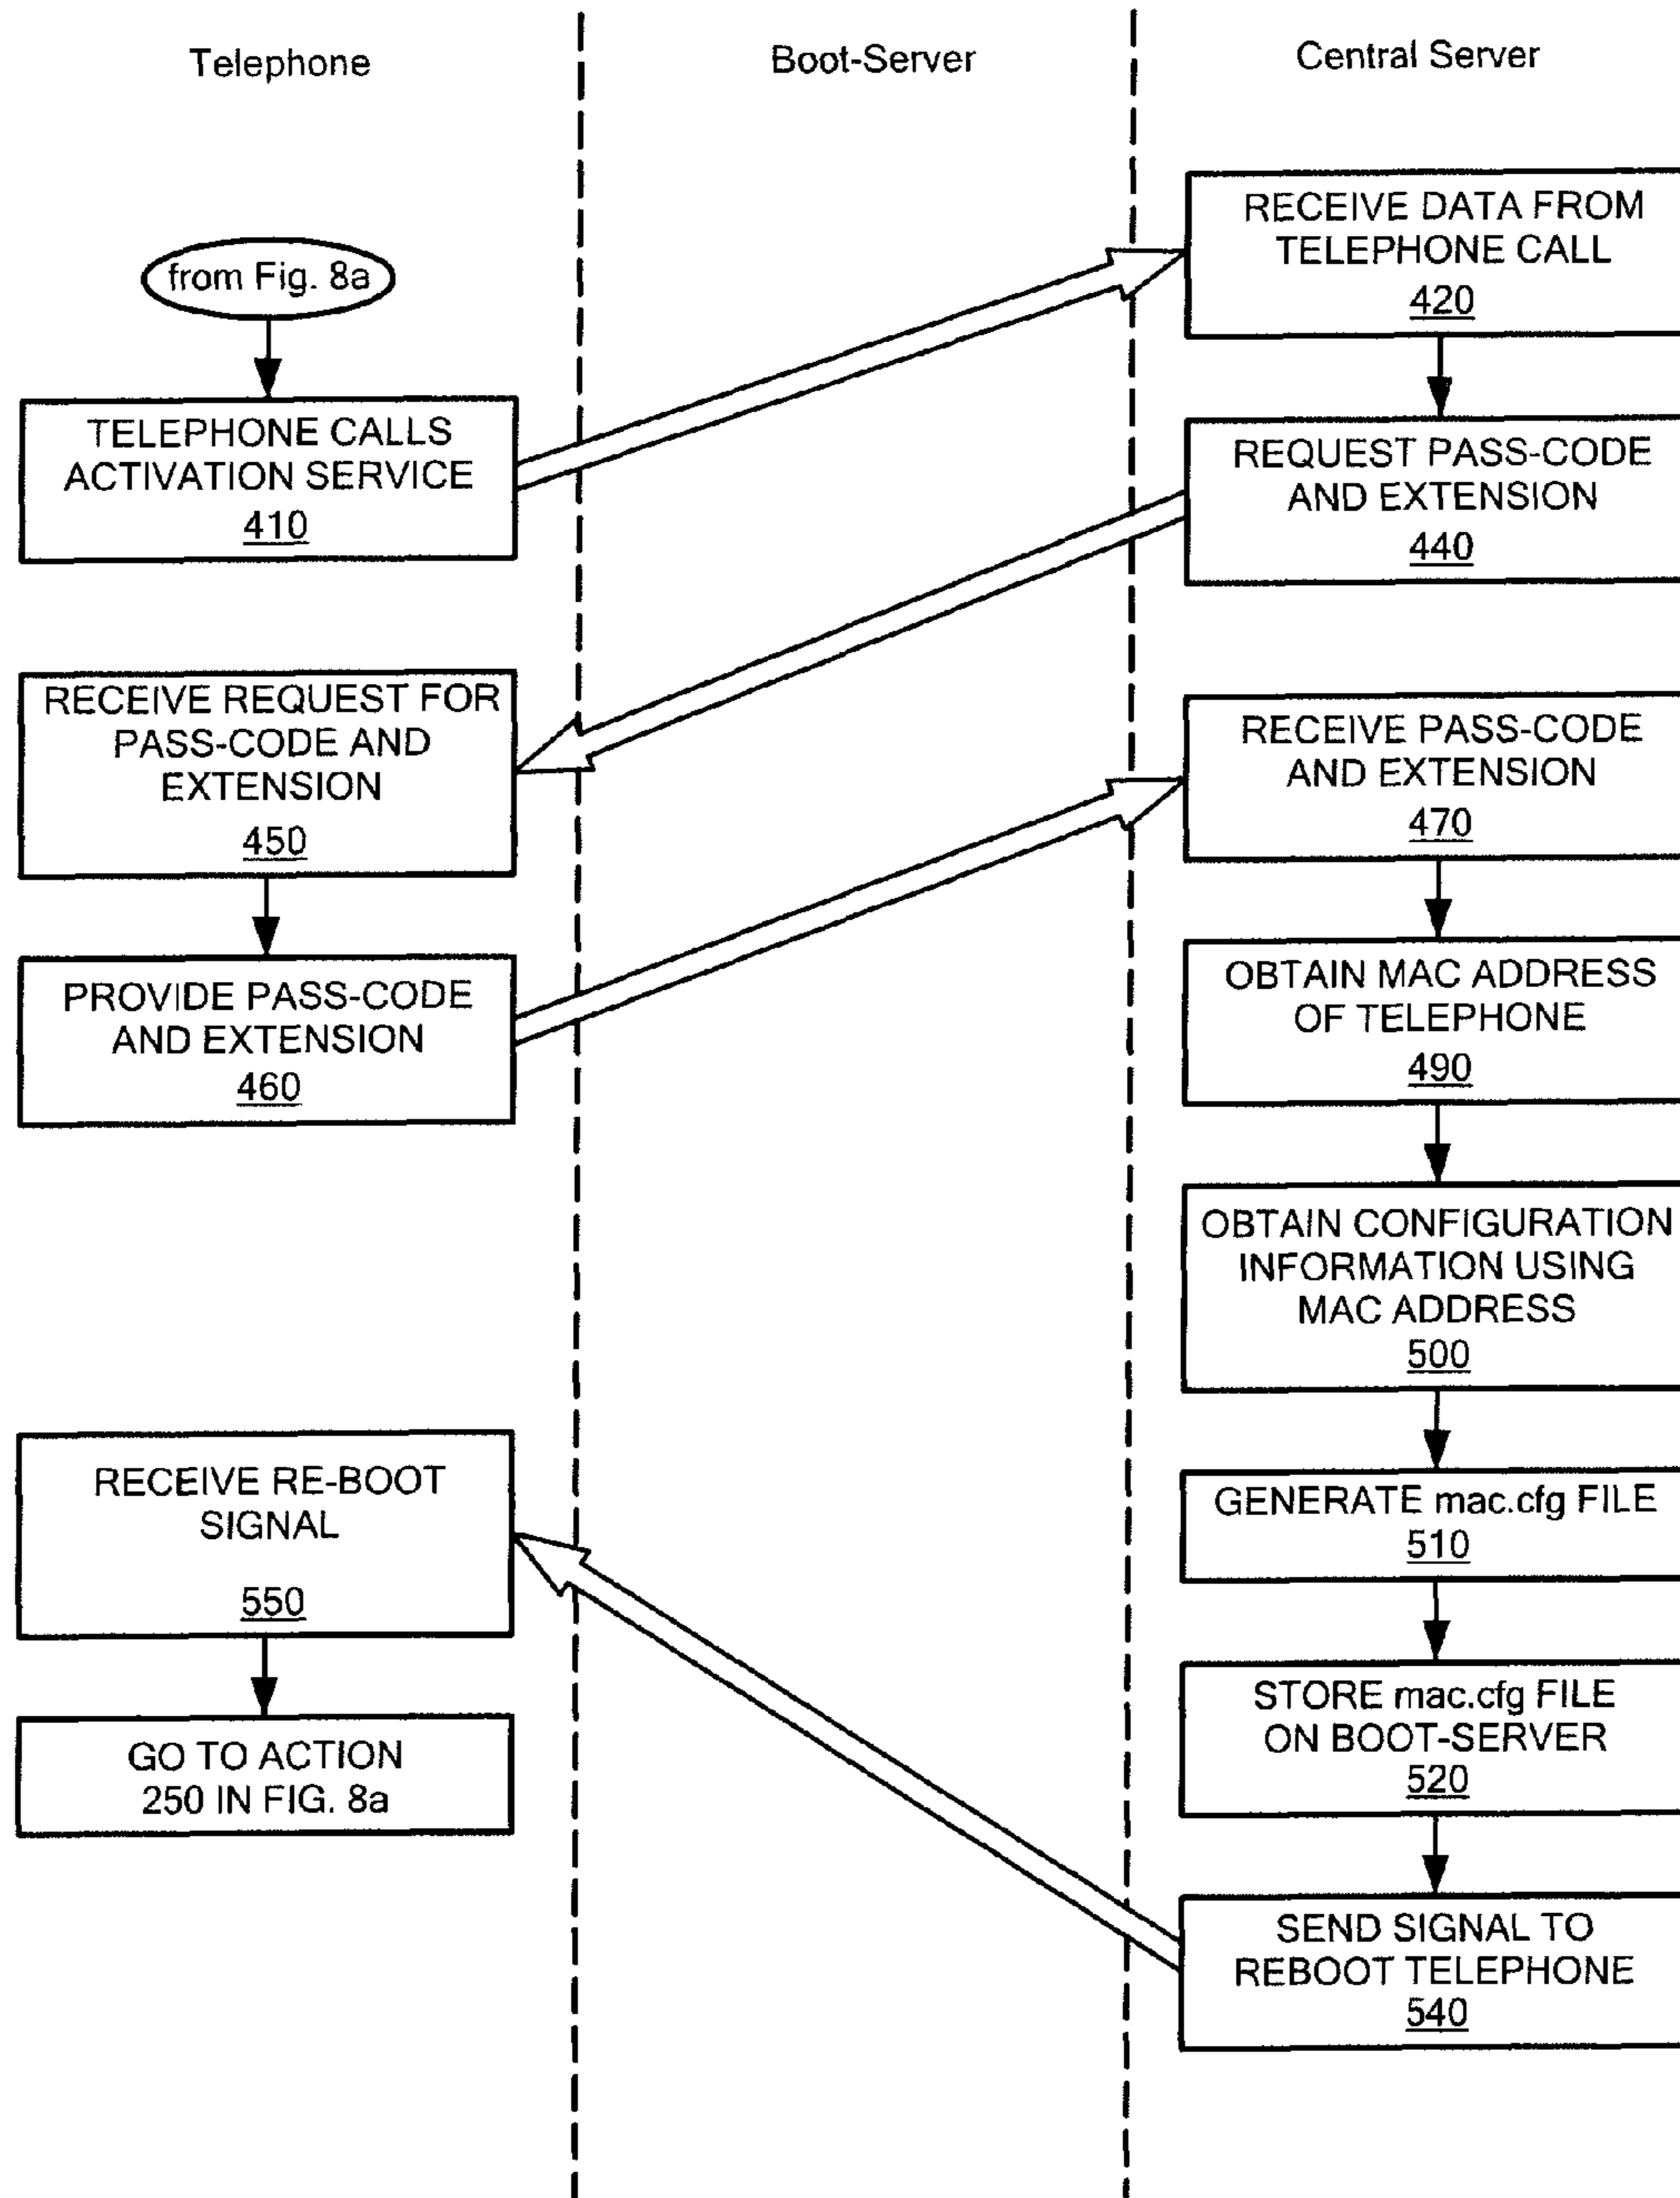 Telephone
Boot-Server
Central Server
from Fig. 8a
TELEPHONE CALLS
ACTIVATION SERVICE
410
RECEIVE DATA FROM
TELEPHONE CALL
420
REQUEST PASS-CODE
AND EXTENSION
440
RECEIVE REQUEST FOR
PASS-CODE AND
EXTENSION
450
PROVIDE PASS-CODE
AND EXTENSION
460
RECEIVE PASS-CODE
AND EXTENSION
470
OBTAIN MAC ADDRESS
OF TELEPHONE
490
OBTAIN CONFIGURATION
INFORMATION USING
MAC ADDRESS
500
GENERATE mac.cfg FILE
510
STORE mac.cfg FILE
ON BOOT-SERVER
520
SEND SIGNAL TO
REBOOT TELEPHONE
540
RECEIVE RE-BOOT
SIGNAL
550
GO TO ACTION
250 IN FIG. 8a